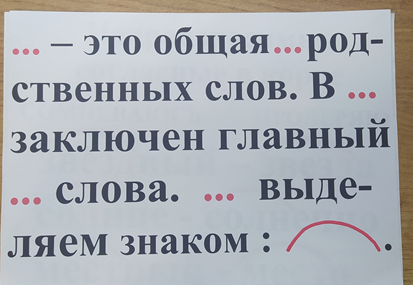 ... – это общая ... род-
ственных слов. В ...
заключен главный
... слова. ... выде-
ляем знаком : .